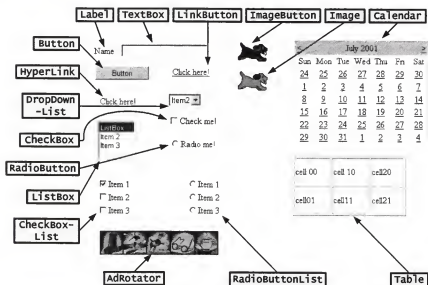 Label TextBox LinkButton ImageButton Image Calendar
Button
Name
< July 2001 >
Sun Mon Tue Wed Thu Fri Sat
24 25 26 27 28 29 30
1 2 3 4 5 6 7
8 9 10 11 12 13 14
15 16 17 18 19 20 21
22 23 24 25 26 27 28
29 30 31 1 2 3 4
Button Click here!
HyperLink
Click here! Item2
DropDown
-List
Check me!
CheckBox
ListBox
Item 2
Item 3
Radio me!
RadioButton
ListBox
Item 1 Item 1
Item 2 Item 2
Item 3 Item 3
CheckBox-
List
cell 00 cell 10 cell20
cell01 cell11 cell21
AdRotator RadioButtonList Table